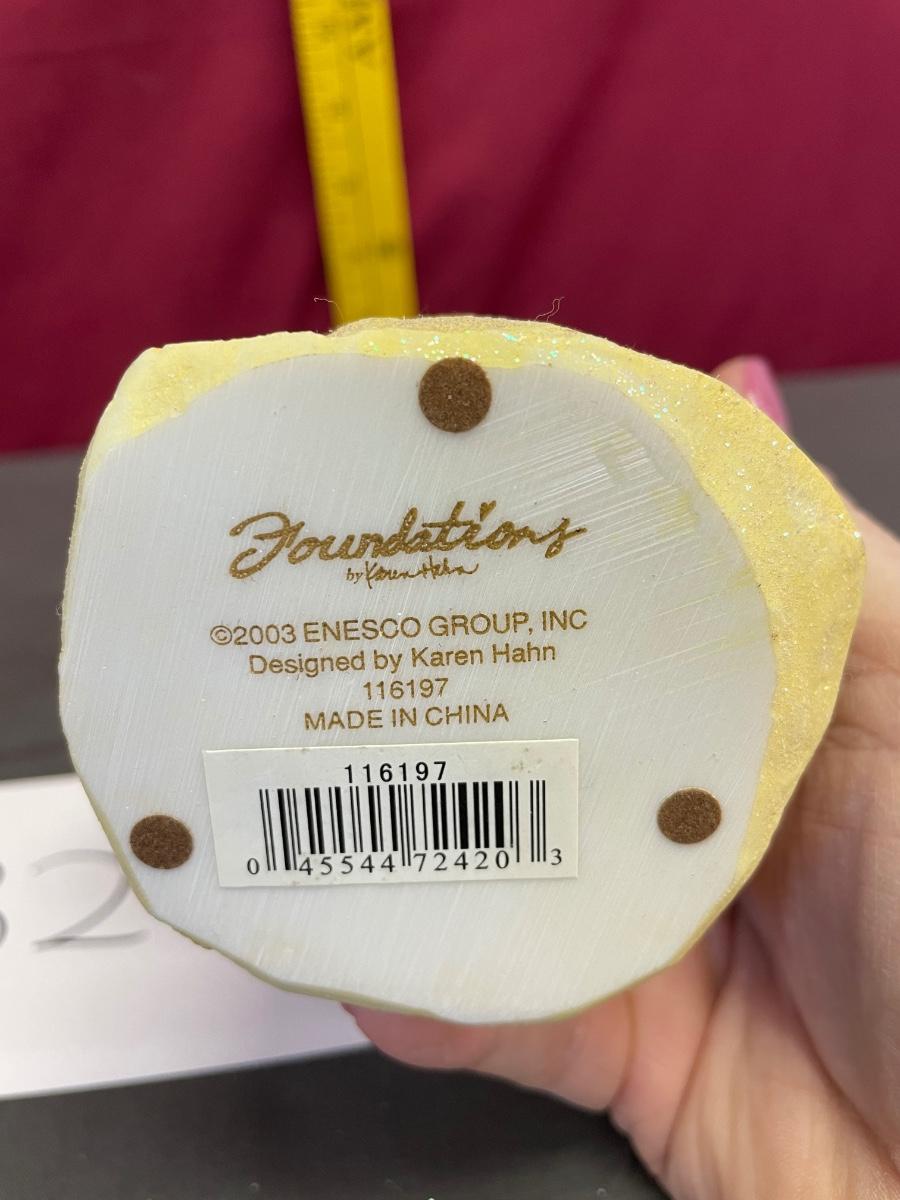 Foundations
by Karen Hahn
©2003 ENESCO GROUP, INC
Designed by Karen Hahn
116197
MADE IN CHINA
116197
0 45544 72420 3
2